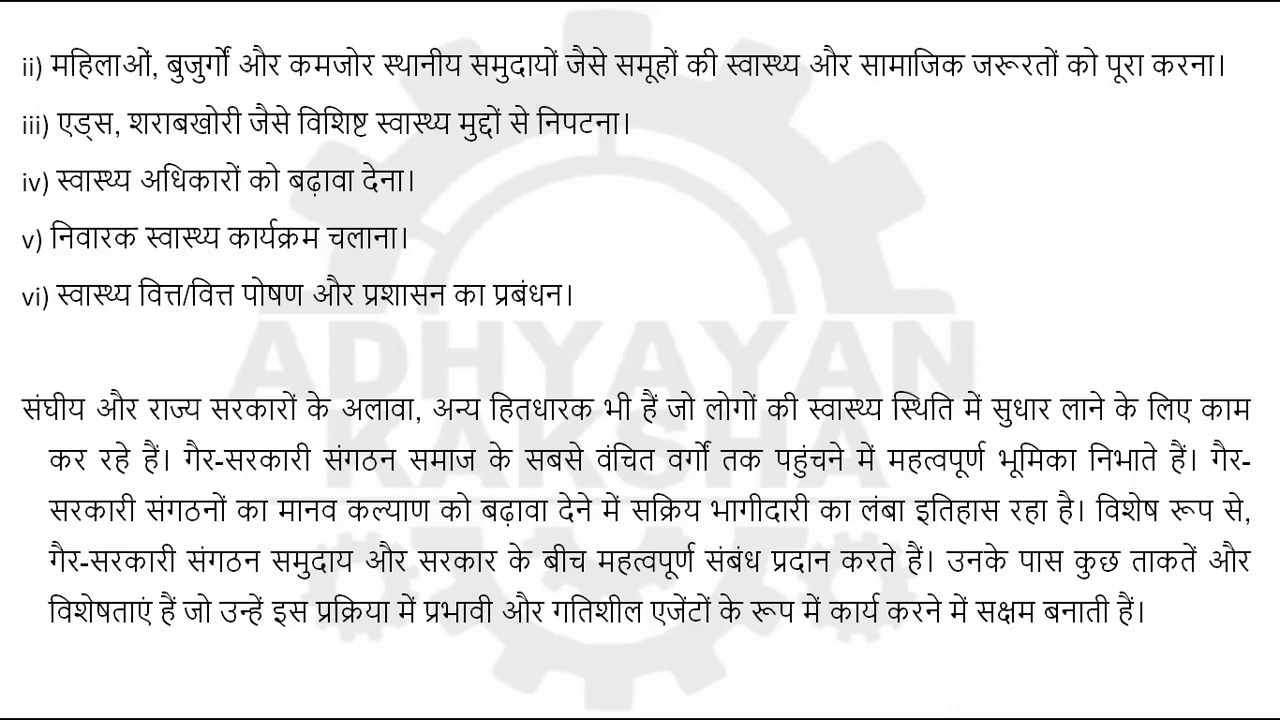 ii) महिलाओं, बुजुर्गों और कमजोर स्थानीय समुदायों जैसे समूहों की स्वास्थ्य और सामाजिक जरूरतों को पूरा करना।
iii) एड्स, शराबखोरी जैसे विशिष्ट स्वास्थ्य मुद्दों से निपटना।
iv) स्वास्थ्य अधिकारों को बढ़ावा देना।
v) निवारक स्वास्थ्य कार्यक्रम चलाना।
vi) स्वास्थ्य वित्त/वित्त पोषण और प्रशासन का प्रबंधन।
ADHYAYAN
KAKSHA
संघीय और राज्य सरकारों के अलावा, अन्य हितधारक भी हैं जो लोगों की स्वास्थ्य स्थिति में सुधार लाने के लिए काम
कर रहे हैं। गैर-सरकारी संगठन समाज के सबसे वंचित वर्गों तक पहुंचने में महत्वपूर्ण भूमिका निभाते हैं। गैर-
सरकारी संगठनों का मानव कल्याण को बढ़ावा देने में सक्रिय भागीदारी का लंबा इतिहास रहा है। विशेष रूप से,
गैर-सरकारी संगठन समुदाय और सरकार के बीच महत्वपूर्ण संबंध प्रदान करते हैं। उनके पास कुछ ताकतें और
विशेषताएं हैं जो उन्हें इस प्रक्रिया में प्रभावी और गतिशील एजेंटों के रूप में कार्य करने में सक्षम बनाती हैं।